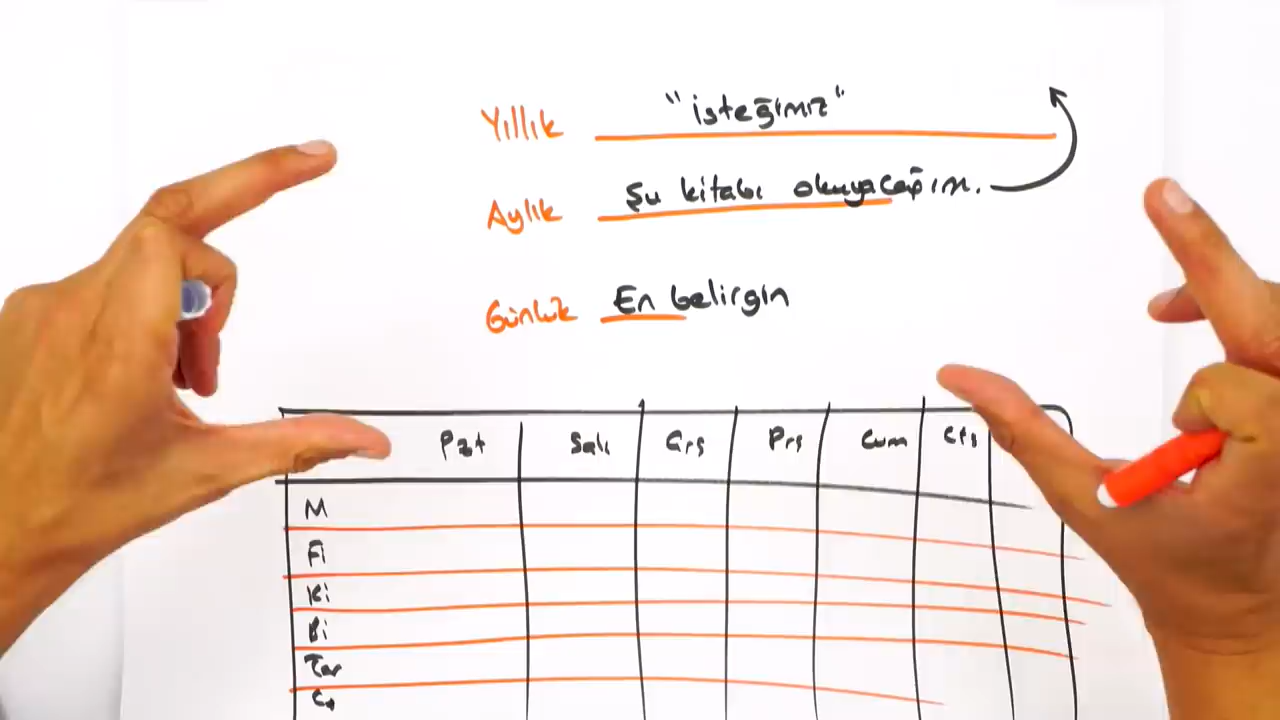 Yıllık "isteğimiz"
Aylık Şu kitabı okuyacağım.
Günlük En belirgin
Pzt Salı Çrş Prş Cum Cts
M
Fi
Ki
Bi
Tar